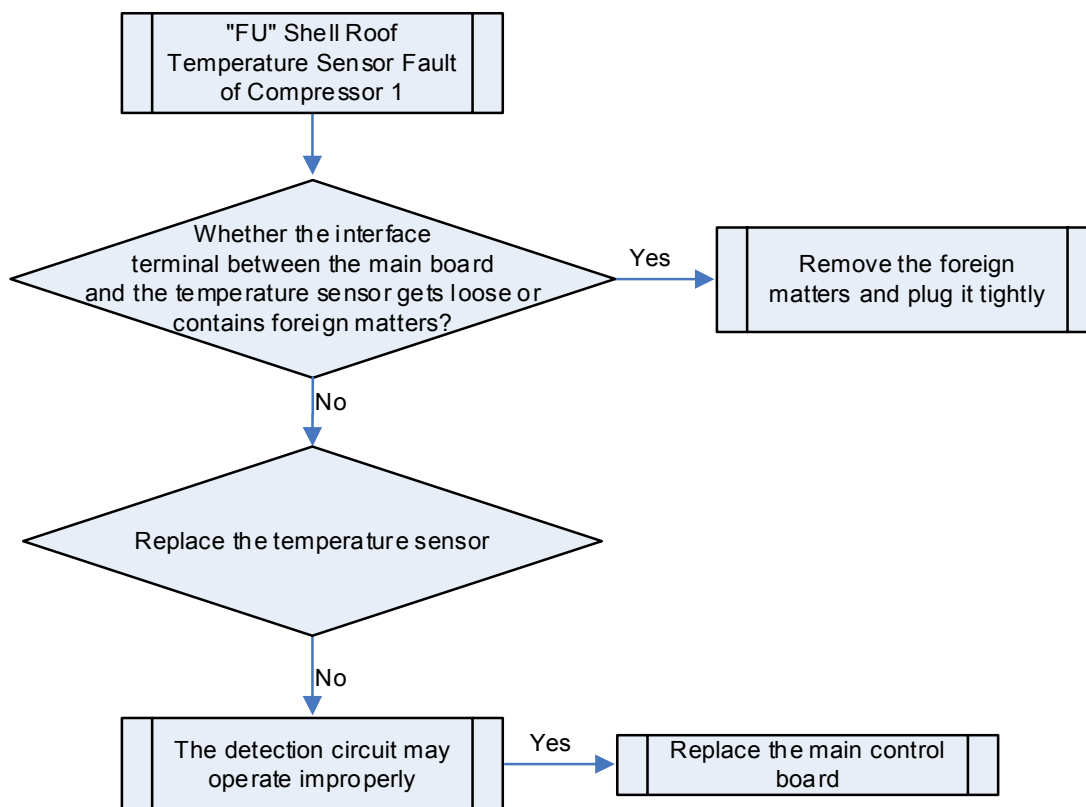 "FU" Shell Roof
Temperature Sensor Fault
of Compressor 1
Whether the interface
terminal between the main board
and the temperature sensor gets loose or
contains foreign matters?
Yes
Remove the foreign
matters and plug it tightly
No
Replace the temperature sensor
No
The detection circuit may
operate improperly
Yes
Replace the main control
board